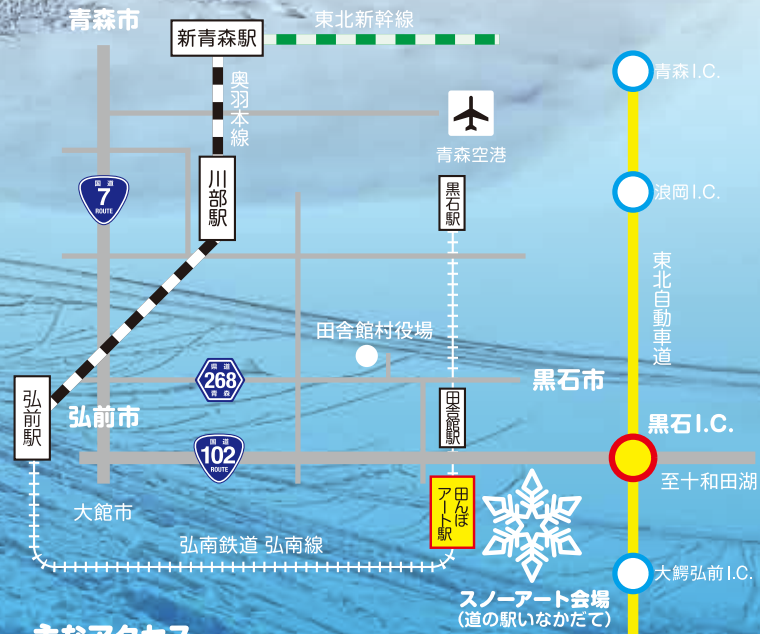 青森市
新青森駅
東北新幹線
奥羽本線
青森空港
青森I.C.
国道
7
ROUTE
川部駅
黒石駅
浪岡I.C.
東北自動車道
田舎館村役場
県道
268
青森
黒石市
弘前駅
弘前市
田舎館駅
国道
102
ROUTE
黒石I.C.
至十和田湖
大館市
田んぼ
アート駅
弘南鉄道 弘南線
大鰐弘前I.C.
スノーアート会場
(道の駅いなかだて)
主なアクセス